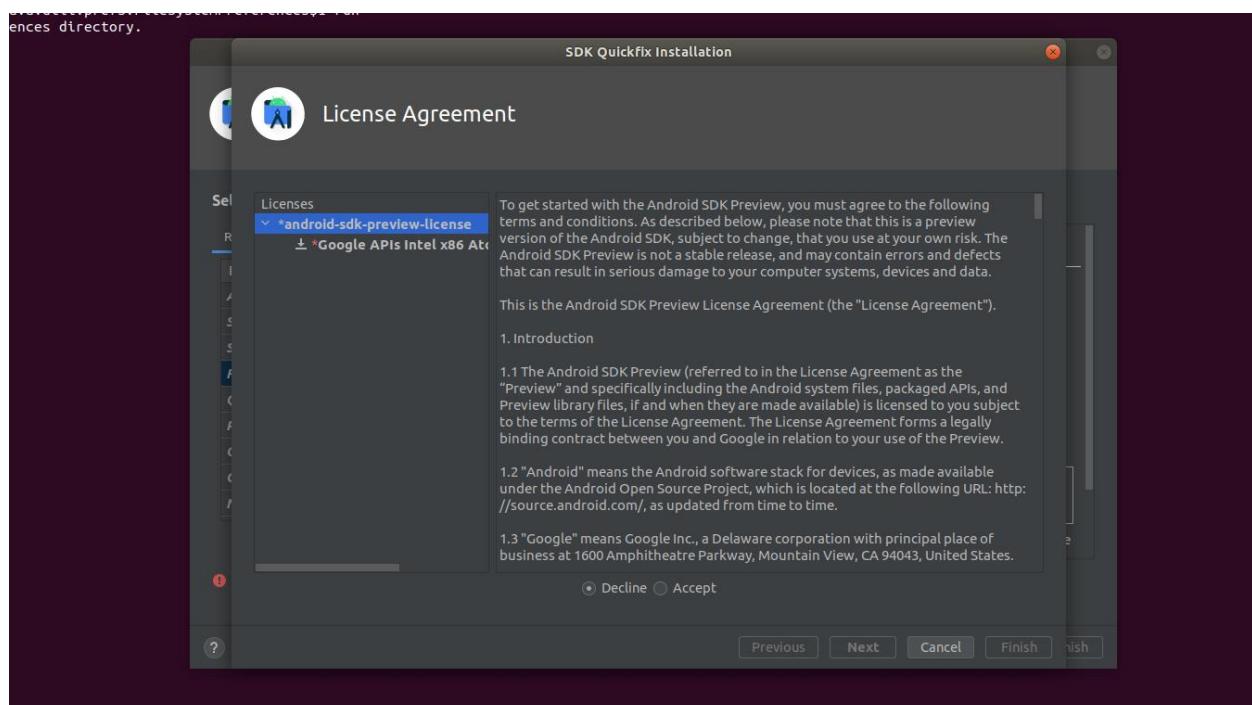 ences directory.
SDK Quickfix Installation
License Agreement
Sel
Licenses
*android-sdk-preview-license
*Google APIs Intel x86 Ato
To get started with the Android SDK Preview, you must agree to the following
terms and conditions. As described below, please note that this is a preview
version of the Android SDK, subject to change, that you use at your own risk. The
Android SDK Preview is not a stable release, and may contain errors and defects
that can result in serious damage to your computer systems, devices and data.
This is the Android SDK Preview License Agreement (the "License Agreement").
1. Introduction
1.1 The Android SDK Preview (referred to in the License Agreement as the
“Preview” and specifically including the Android system files, packaged APIs, and
Preview library files, if and when they are made available) is licensed to you subject
to the terms of the License Agreement. The License Agreement forms a legally
binding contract between you and Google in relation to your use of the Preview.
1.2 "Android" means the Android software stack for devices, as made available
under the Android Open Source Project, which is located at the following URL: http:
//source.android.com/, as updated from time to time.
1.3 "Google" means Google Inc., a Delaware corporation with principal place of
business at 1600 Amphitheatre Parkway, Mountain View, CA 94043, United States.
Decline Accept
? Previous Next Cancel Finish nish